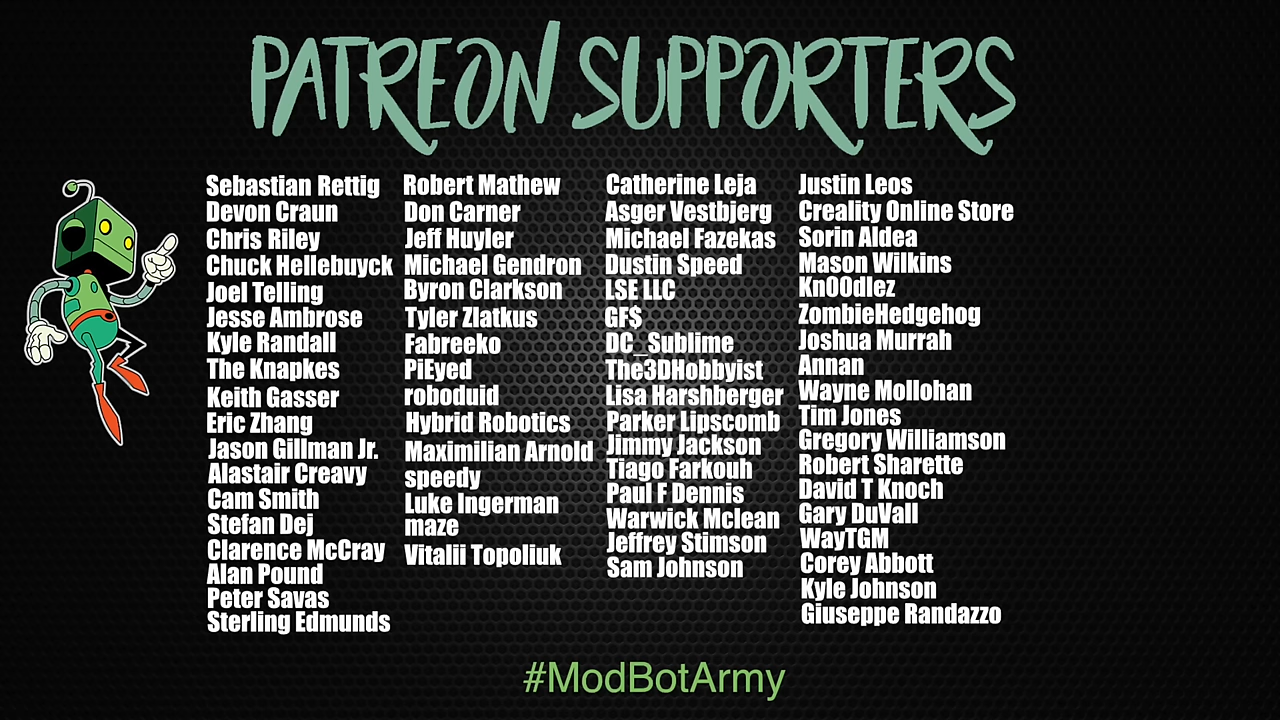 PATREON SUPPORTERS
Sebastian Rettig
Devon Craun
Chris Riley
Chuck Hellebuyck
Joel Telling
Jesse Ambrose
Kyle Randall
The Knapkes
Keith Gasser
Eric Zhang
Jason Gillman Jr.
Alastair Creavy
Cam Smith
Stefan Dej
Clarence McCray
Alan Pound
Peter Savas
Sterling Edmunds
Robert Mathew
Don Carner
Jeff Huyler
Michael Gendron
Byron Clarkson
Tyler Zlatkus
Fabreeko
PiEyed
roboduid
Hybrid Robotics
Maximilian Arnold
speedy
Luke Ingerman
maze
Vitalii Topoliuk
Catherine Leja
Asger Vestbjerg
Michael Fazekas
Dustin Speed
LSE LLC
GF$
DC_Sublime
The3DHobbyist
Lisa Harshberger
Parker Lipscomb
Jimmy Jackson
Tiago Farkouh
Paul F Dennis
Warwick Mclean
Jeffrey Stimson
Sam Johnson
Justin Leos
Creality Online Store
Sorin Aldea
Mason Wilkins
Kn00dlez
ZombieHedgehog
Joshua Murrah
Annan
Wayne Mollohan
Tim Jones
Gregory Williamson
Robert Sharette
David T Knoch
Gary DuVall
WayTGM
Corey Abbott
Kyle Johnson
Giuseppe Randazzo
#ModBotArmy